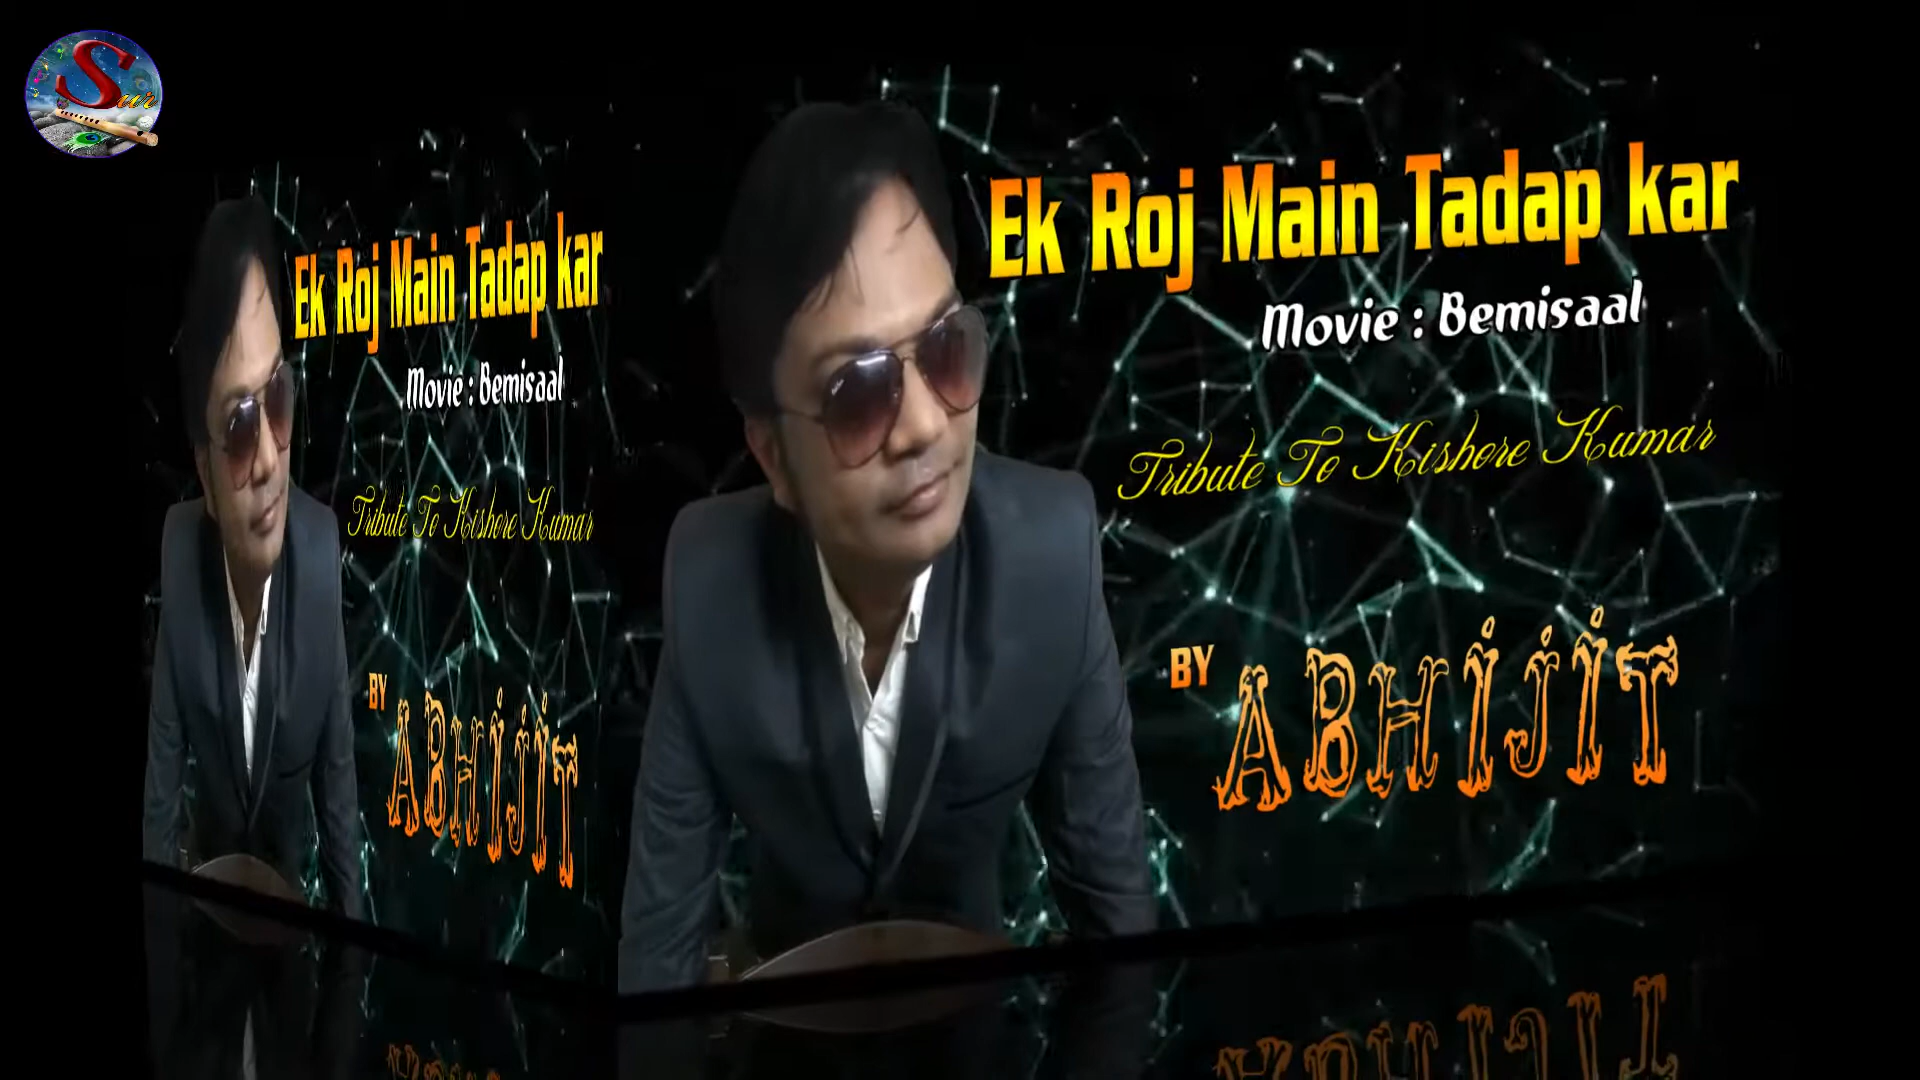 Sur
Ek Roj Main Tadap kar
Movie : Bemisaal
Tribute To Kishore Kumar
BY ABHIJIT
Ek Roj Main Tadap kar
Movie : Bemisaal
Tribute To Kishore Kumar
BY ABHIJIT